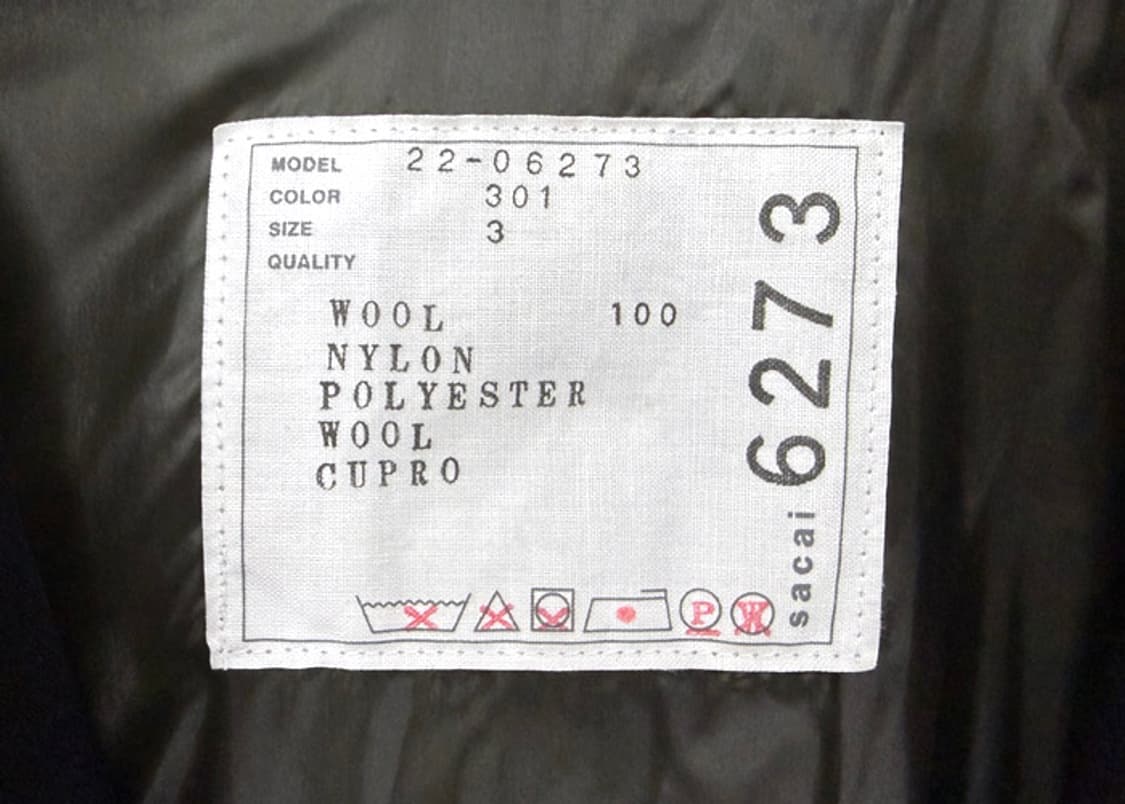 MODEL 22-06273
COLOR 301
SIZE 3
QUALITY
WOOL 100
NYLON
POLYESTER
WOOL
CUPRO
P W
sacai 6273